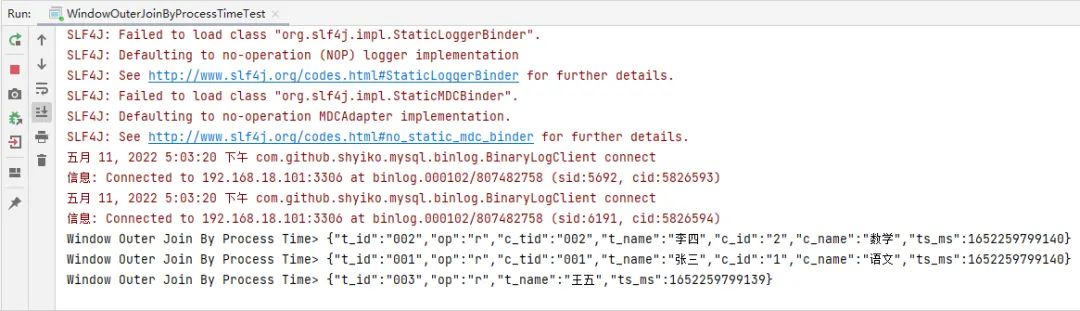 Run: WindowOuterJoinByProcessTimeTest
SLF4J: Failed to load class "org.slf4j.impl.StaticLoggerBinder".
SLF4J: Defaulting to no-operation (NOP) logger implementation
SLF4J: See http://www.slf4j.org/codes.html#StaticLoggerBinder for further details.
SLF4J: Failed to load class "org.slf4j.impl.StaticMDCBinder".
SLF4J: Defaulting to no-operation MDCAdapter implementation.
SLF4J: See http://www.slf4j.org/codes.html#no_static_mdc_binder for further details.
五月 11, 2022 5:03:20 下午 com.github.shyiko.mysql.binlog.BinaryLogClient connect
信息: Connected to 192.168.18.101:3306 at binlog.000102/807482758 (sid:5692, cid:5826593)
五月 11, 2022 5:03:20 下午 com.github.shyiko.mysql.binlog.BinaryLogClient connect
信息: Connected to 192.168.18.101:3306 at binlog.000102/807482758 (sid:6191, cid:5826594)
Window Outer Join By Process Time> {"t_id":"002","op":"r","c_tid":"002","t_name":"李四","c_id":"2","c_name":"数学","ts_ms":1652259799140}
Window Outer Join By Process Time> {"t_id":"001","op":"r","c_tid":"001","t_name":"张三","c_id":"1","c_name":"语文","ts_ms":1652259799140}
Window Outer Join By Process Time> {"t_id":"003","op":"r","t_name":"王五","ts_ms":1652259799139}